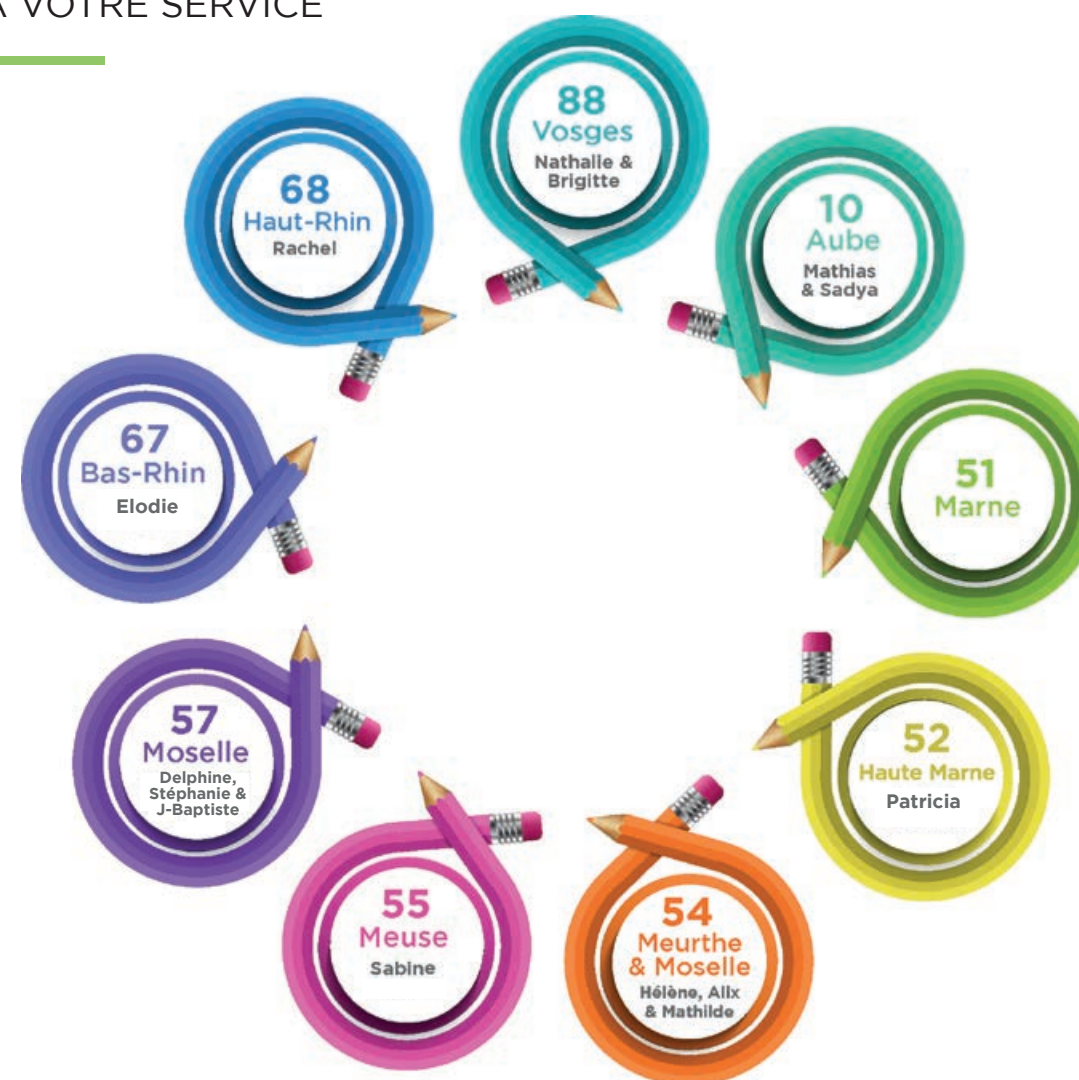 À VOTRE SERVICE
88
Vosges
Nathalie &
Brigitte
10
Aube
Mathias
& Sadya
51
Marne
52
Haute Marne
Patricia
54
Meurthe
& Moselle
Hélène, Alix
& Mathilde
55
Meuse
Sabine
57
Moselle
Delphine,
Stéphanie &
J-Baptiste
67
Bas-Rhin
Elodie
68
Haut-Rhin
Rachel